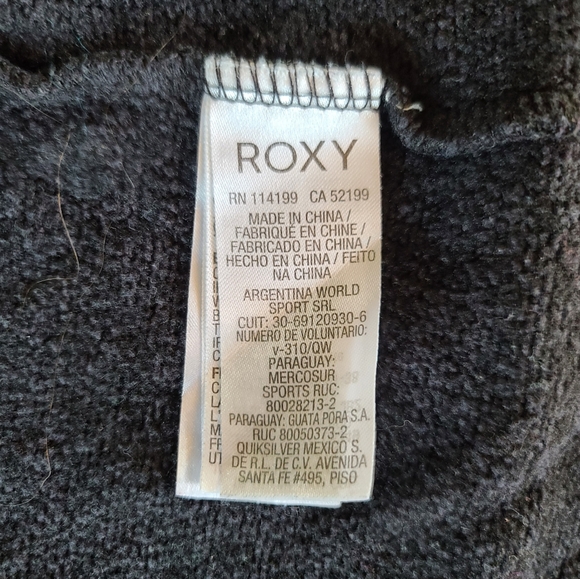 ROXY
RN 114199 CA 52199
MADE IN CHINA /
FABRIQUÉ EN CHINE /
FABRICADO EN CHINA /
HECHO EN CHINA / FEITO
NA CHINA
ARGENTINA WORLD
SPORT SRL
CUIT: 30-69120930-6
NUMERO DE VOLUNTARIO:
v-310/QW
PARAGUAY:
MERCOSUR
SPORTS RUC:
80028213-2
PARAGUAY: GUATA PORA S.A.
RUC 80050373-2
QUIKSILVER MEXICO S.
DE R.L. DE C.V. AVENIDA
SANTA FE #495, PISO